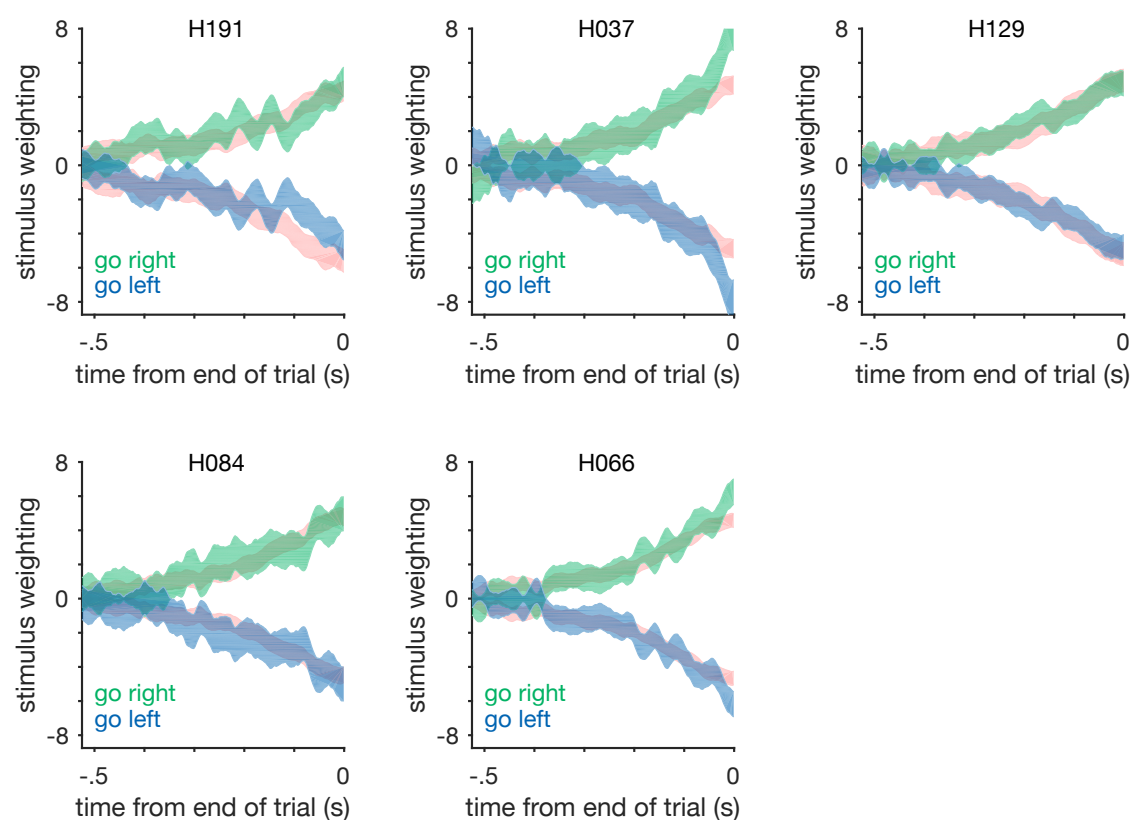 H191
8
0
-8
stimulus weighting
go right
go left
-.5
0
time from end of trial (s)
H037
8
0
-8
stimulus weighting
go right
go left
-.5
0
time from end of trial (s)
H129
8
0
-8
stimulus weighting
go right
go left
-.5
0
time from end of trial (s)
H084
8
0
-8
stimulus weighting
go right
go left
-.5
0
time from end of trial (s)
H066
8
0
-8
stimulus weighting
go right
go left
-.5
0
time from end of trial (s)